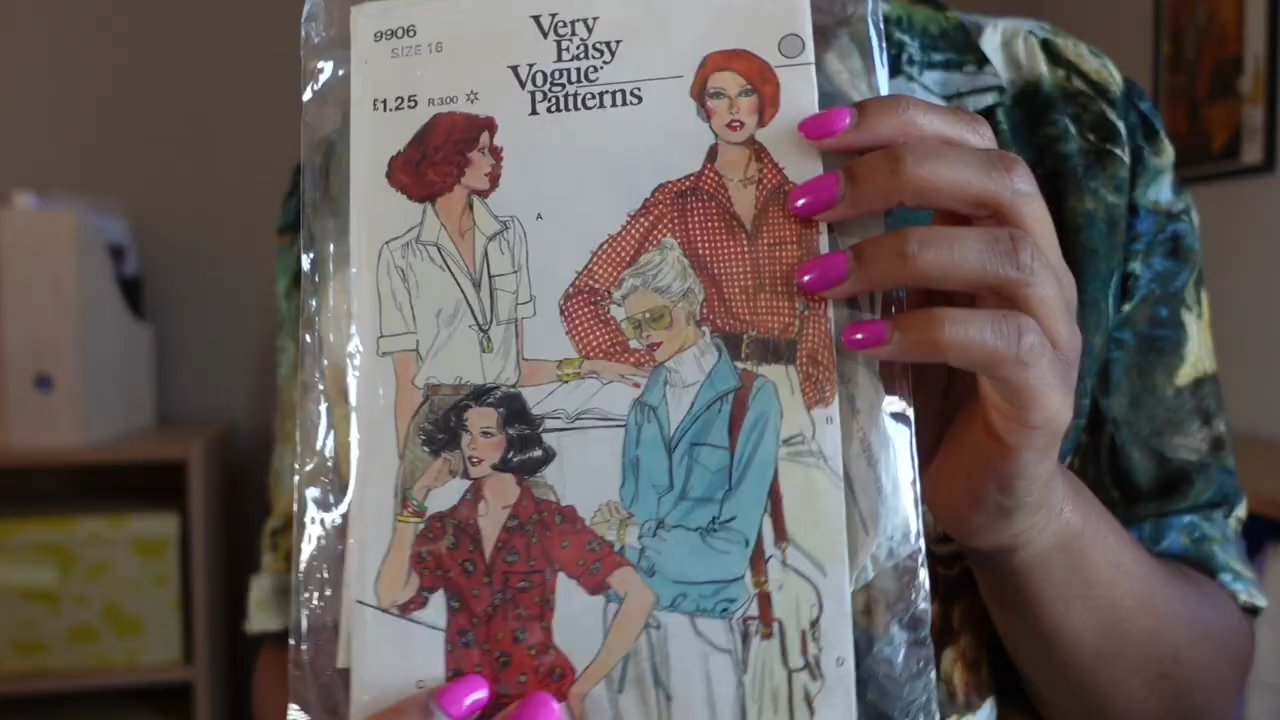 9906
SIZE 16
£1.25 R3.00
Very
Easy
Vogue
Patterns
A
B
C
D